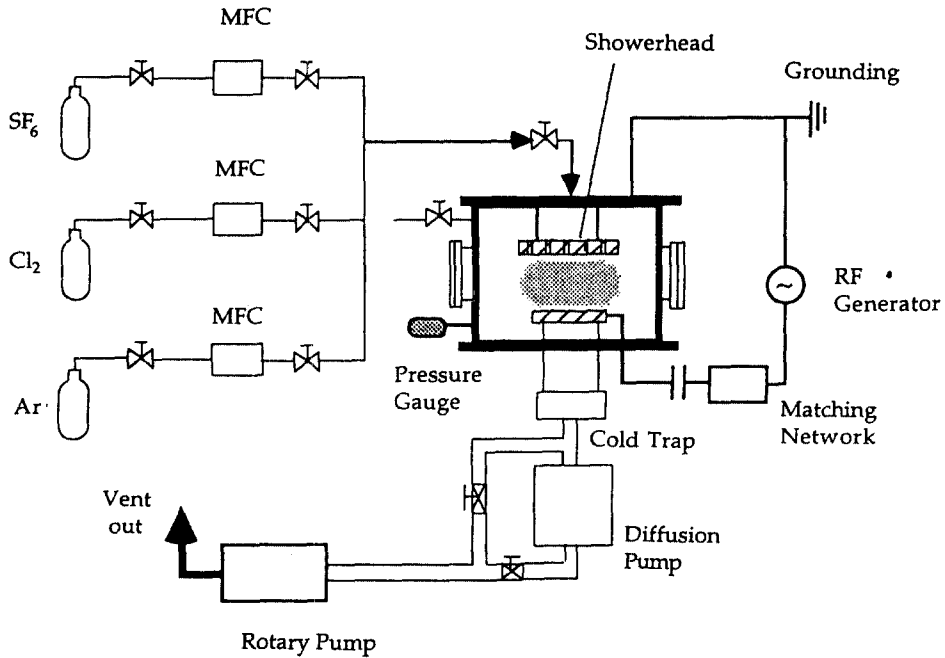 MFC
Showerhead
Grounding
SF6
MFC
Cl2
RF
Generator
MFC
Pressure
Gauge
Ar
Matching
Network
Cold Trap
Vent
out
Diffusion
Pump
Rotary Pump